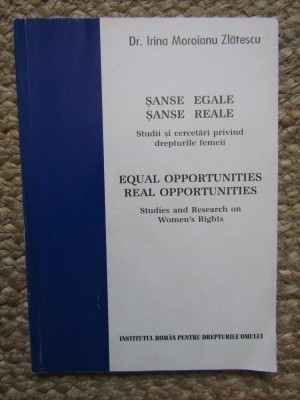 Dr. Irina Moroianu Zlătescu
ŞANSE EGALE
ŞANSE REALE
Studii şi cercetări privind
drepturile femeii
EQUAL OPPORTUNITIES
REAL OPPORTUNITIES
Studies and Research on
Women's Rights
INSTITUTUL ROMÂN PENTRU DREPTURILE OMULUI